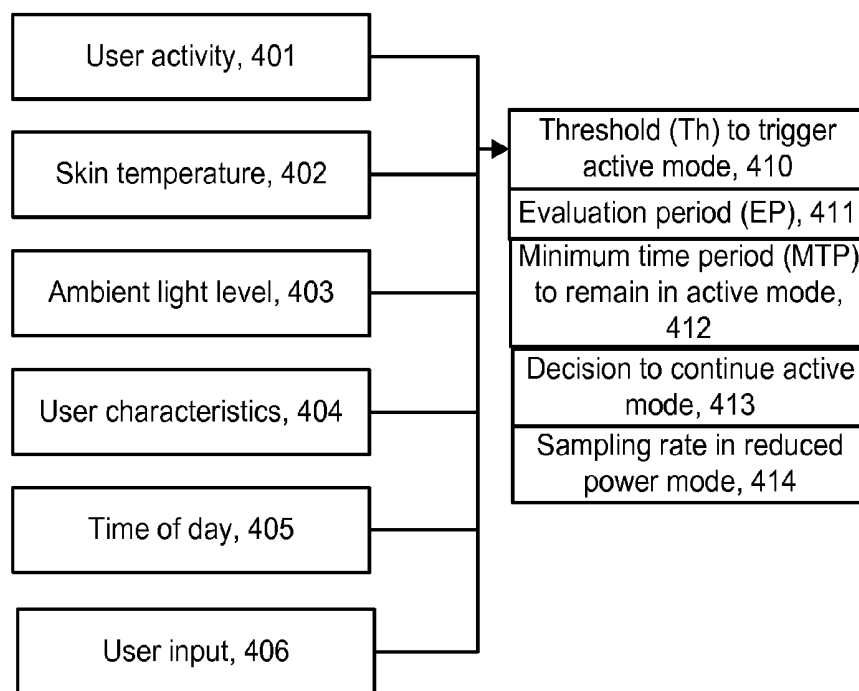 User activity, 401
Skin temperature, 402
Ambient light level, 403
User characteristics, 404
Time of day, 405
User input, 406
Threshold (Th) to trigger
active mode, 410
Evaluation period (EP), 411
Minimum time period (MTP)
to remain in active mode,
412
Decision to continue active
mode, 413
Sampling rate in reduced
power mode, 414